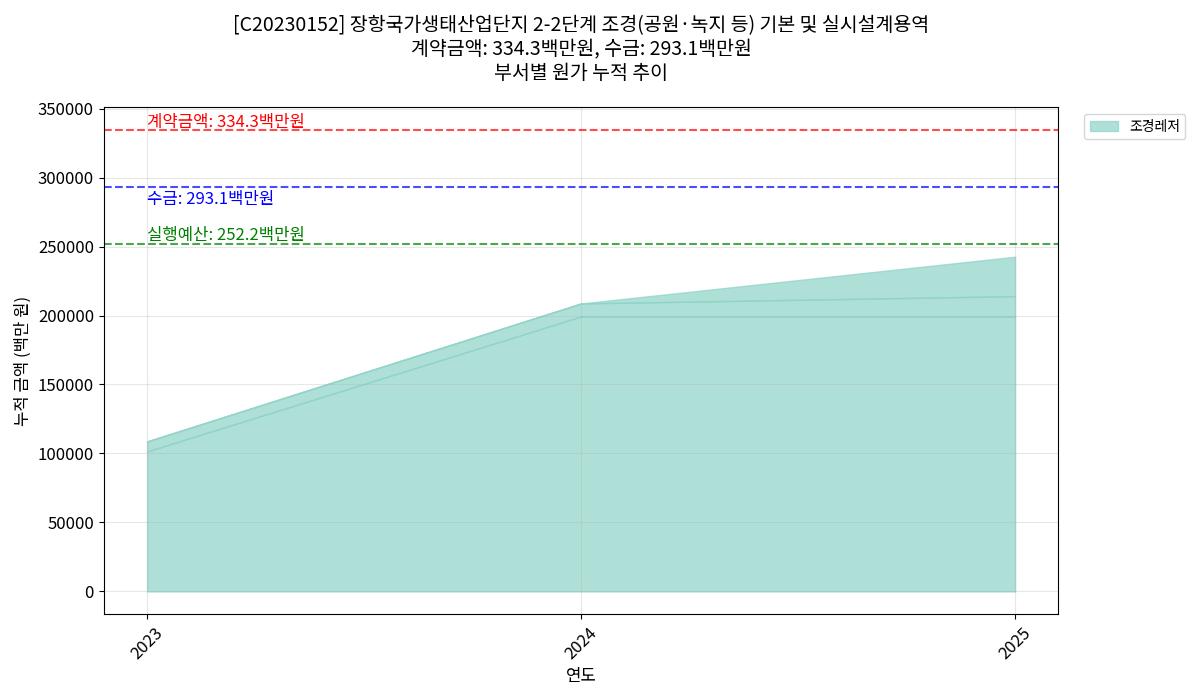 [C20230152] 장항국가생태산업단지 2-2단계 조경(공원·녹지 등) 기본 및 실시설계용역
계약금액: 334.3백만원, 수금: 293.1백만원
부서별 원가 누적 추이
350000
계약금액: 334.3백만원
조경레저
300000
수금: 293.1백만원
실행예산: 252.2백만원
250000
200000
150000
100000
50000
0
누적 금액 (백만 원)
2023
2024
2025
연도